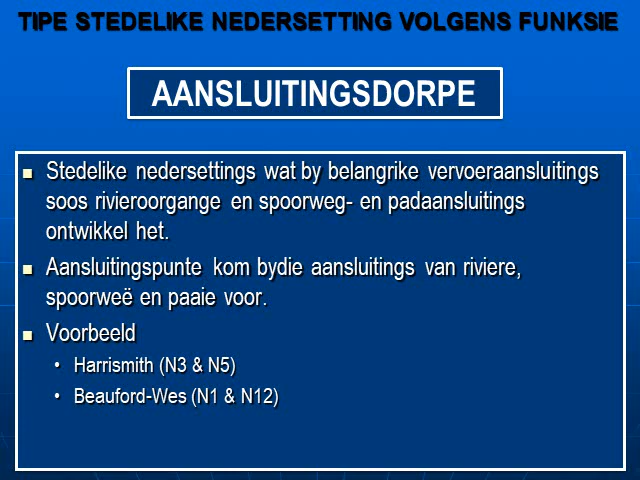 TIPE STEDELIKE NEDERSETTING VOLGENS FUNKSIE
AANSLUITINGSDORPE
Stedelike nedersettings wat by belangrike vervoeraansluitings
soos rivieroorgange en spoorweg- en padaansluitings
ontwikkel het.
Aansluitingspunte kom bydie aansluitings van riviere,
spoorweë en paaie voor.
Voorbeeld
• Harrismith (N3 & N5)
• Beauford-Wes (N1 & N12)